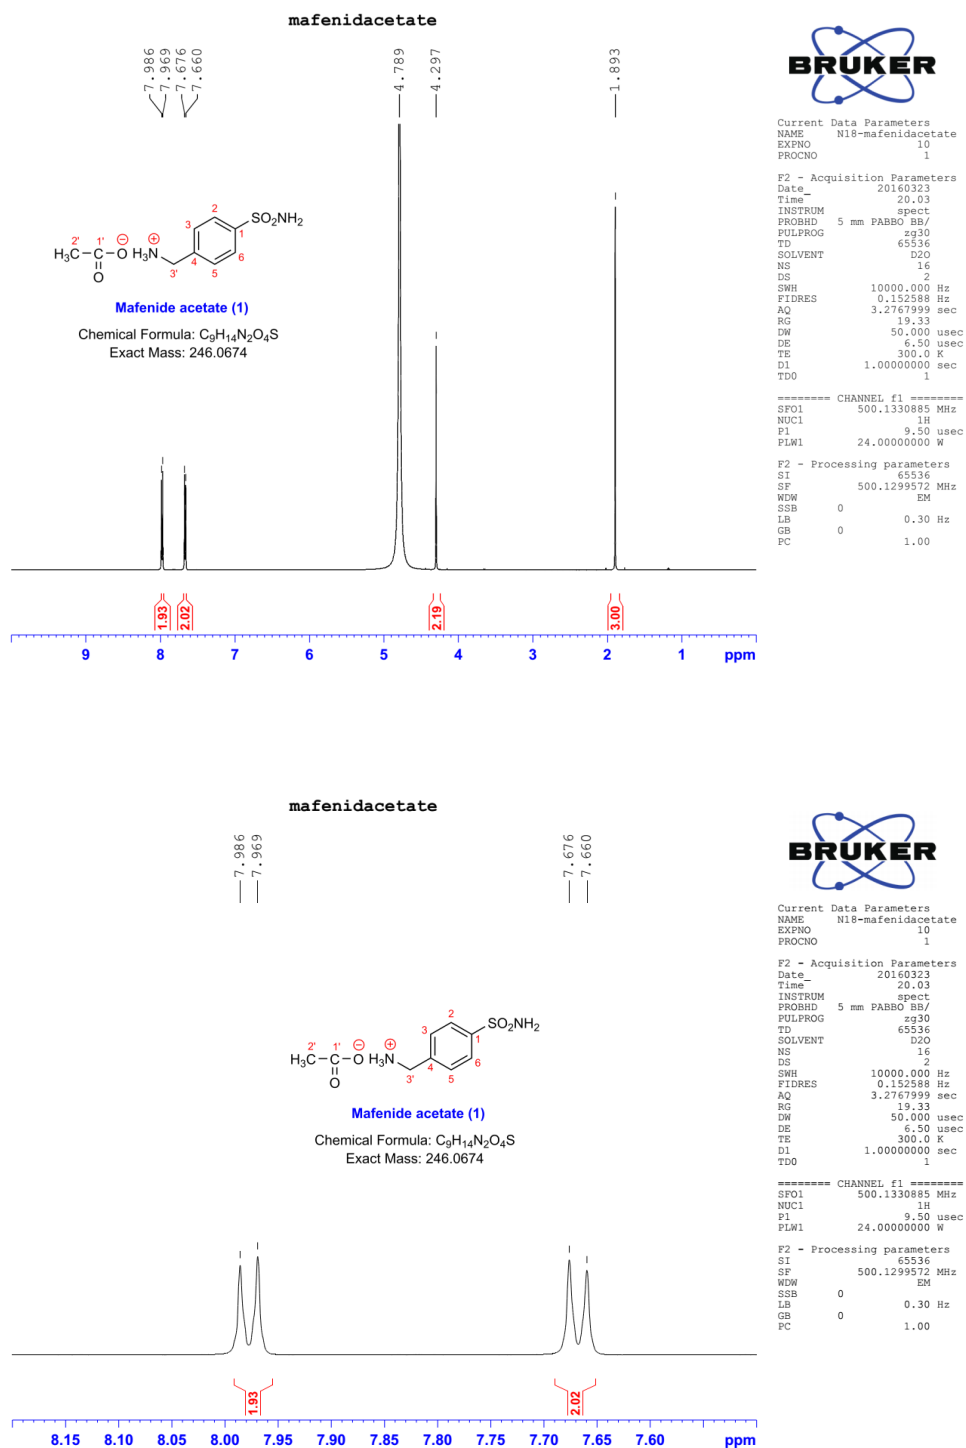 mafenidacetate
7.986
7.969
7.676
7.660
4.789
4.297
1.893
BRUKER
Current Data Parameters
NAME N18-mafenidacetate
EXPNO 10
PROCNO 1
F2 - Acquisition Parameters
Date_ 20160323
Time 20.03
INSTRUM spect
PROBHD 5 mm PABBO BB/
PULPROG zg30
TD 65536
SOLVENT D2O
NS 16
DS 2
SWH 10000.000 Hz
FIDRES 0.152588 Hz
AQ 3.2767999 sec
RG 19.33
DW 50.000 usec
DE 6.50 usec
TE 300.0 K
D1 1.00000000 sec
TD0 1
======== CHANNEL f1 ========
SFO1 500.1330885 MHz
NUC1 1H
P1 9.50 usec
PLW1 24.00000000 W
F2 - Processing parameters
SI 65536
SF 500.1299572 MHz
WDW EM
SSB 0
LB 0.30 Hz
GB 0
PC 1.00
2
3 SO₂NH₂
1
2' 1' ⊖ ⊕
H₃C C O H₃N 4 6
O 3' 5
Mafenide acetate (1)
Chemical Formula: C₉H₁₄N₂O₄S
Exact Mass: 246.0674
1.93 2.02 2.19 3.00
9 8 7 6 5 4 3 2 1 ppm
mafenidacetate
7.986
7.969
7.676
7.660
BRUKER
Current Data Parameters
NAME N18-mafenidacetate
EXPNO 10
PROCNO 1
F2 - Acquisition Parameters
Date_ 20160323
Time 20.03
INSTRUM spect
PROBHD 5 mm PABBO BB/
PULPROG zg30
TD 65536
SOLVENT D2O
NS 16
DS 2
SWH 10000.000 Hz
FIDRES 0.152588 Hz
AQ 3.2767999 sec
RG 19.33
DW 50.000 usec
DE 6.50 usec
TE 300.0 K
D1 1.00000000 sec
TD0 1
======== CHANNEL f1 ========
SFO1 500.1330885 MHz
NUC1 1H
P1 9.50 usec
PLW1 24.00000000 W
F2 - Processing parameters
SI 65536
SF 500.1299572 MHz
WDW EM
SSB 0
LB 0.30 Hz
GB 0
PC 1.00
2
3 SO₂NH₂
1
2' 1' ⊖ ⊕
H₃C C O H₃N 4 6
O 3' 5
Mafenide acetate (1)
Chemical Formula: C₉H₁₄N₂O₄S
Exact Mass: 246.0674
1.93 2.02
8.15 8.10 8.05 8.00 7.95 7.90 7.85 7.80 7.75 7.70 7.65 7.60 ppm